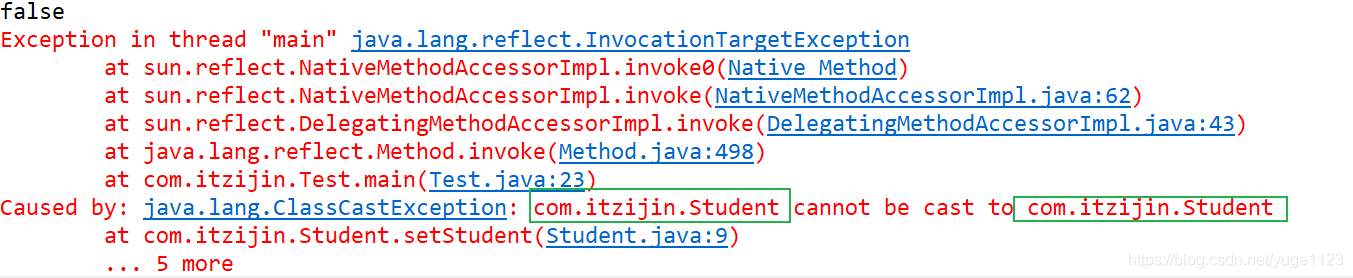 false
Exception in thread "main" java.lang.reflect.InvocationTargetException
at sun.reflect.NativeMethodAccessorImpl.invoke0(Native Method)
at sun.reflect.NativeMethodAccessorImpl.invoke(NativeMethodAccessorImpl.java:62)
at sun.reflect.DelegatingMethodAccessorImpl.invoke(DelegatingMethodAccessorImpl.java:43)
at java.lang.reflect.Method.invoke(Method.java:498)
at com.itzijin.Test.main(Test.java:23)
Caused by: java.lang.ClassCastException: com.itzijin.Student cannot be cast to com.itzijin.Student
at com.itzijin.Student.setStudent(Student.java:9)
... 5 more
https://blog.csdn.net/yuge1123